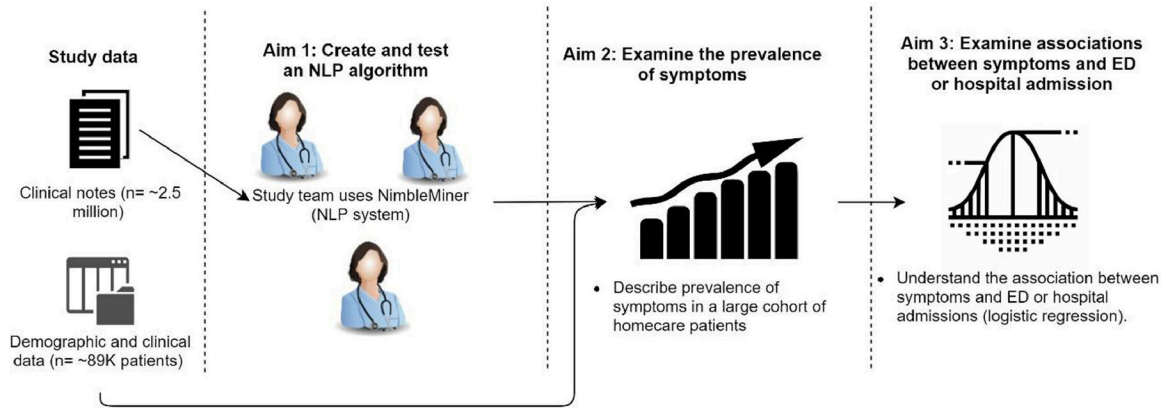 Study data
Clinical notes (n= ~2.5
million)
Demographic and clinical
data (n= ~89K patients)
Aim 1: Create and test
an NLP algorithm
Study team uses NimbleMiner
(NLP system)
Aim 2: Examine the prevalence
of symptoms
• Describe prevalence of
symptoms in a large cohort of
homecare patients
Aim 3: Examine associations
between symptoms and ED
or hospital admission
• Understand the association between
symptoms and ED or hospital
admissions (logistic regression).